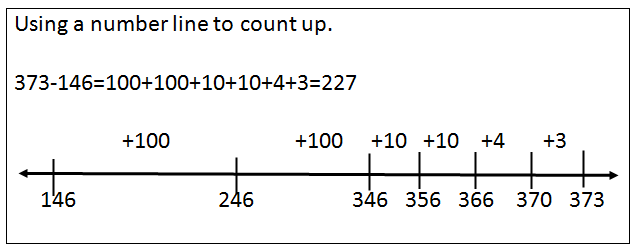 Using a number line to count up.
373-146=100+100+10+10+4+3=227
+100 +100 +10 +10 +4 +3
146 246 346 356 366 370 373